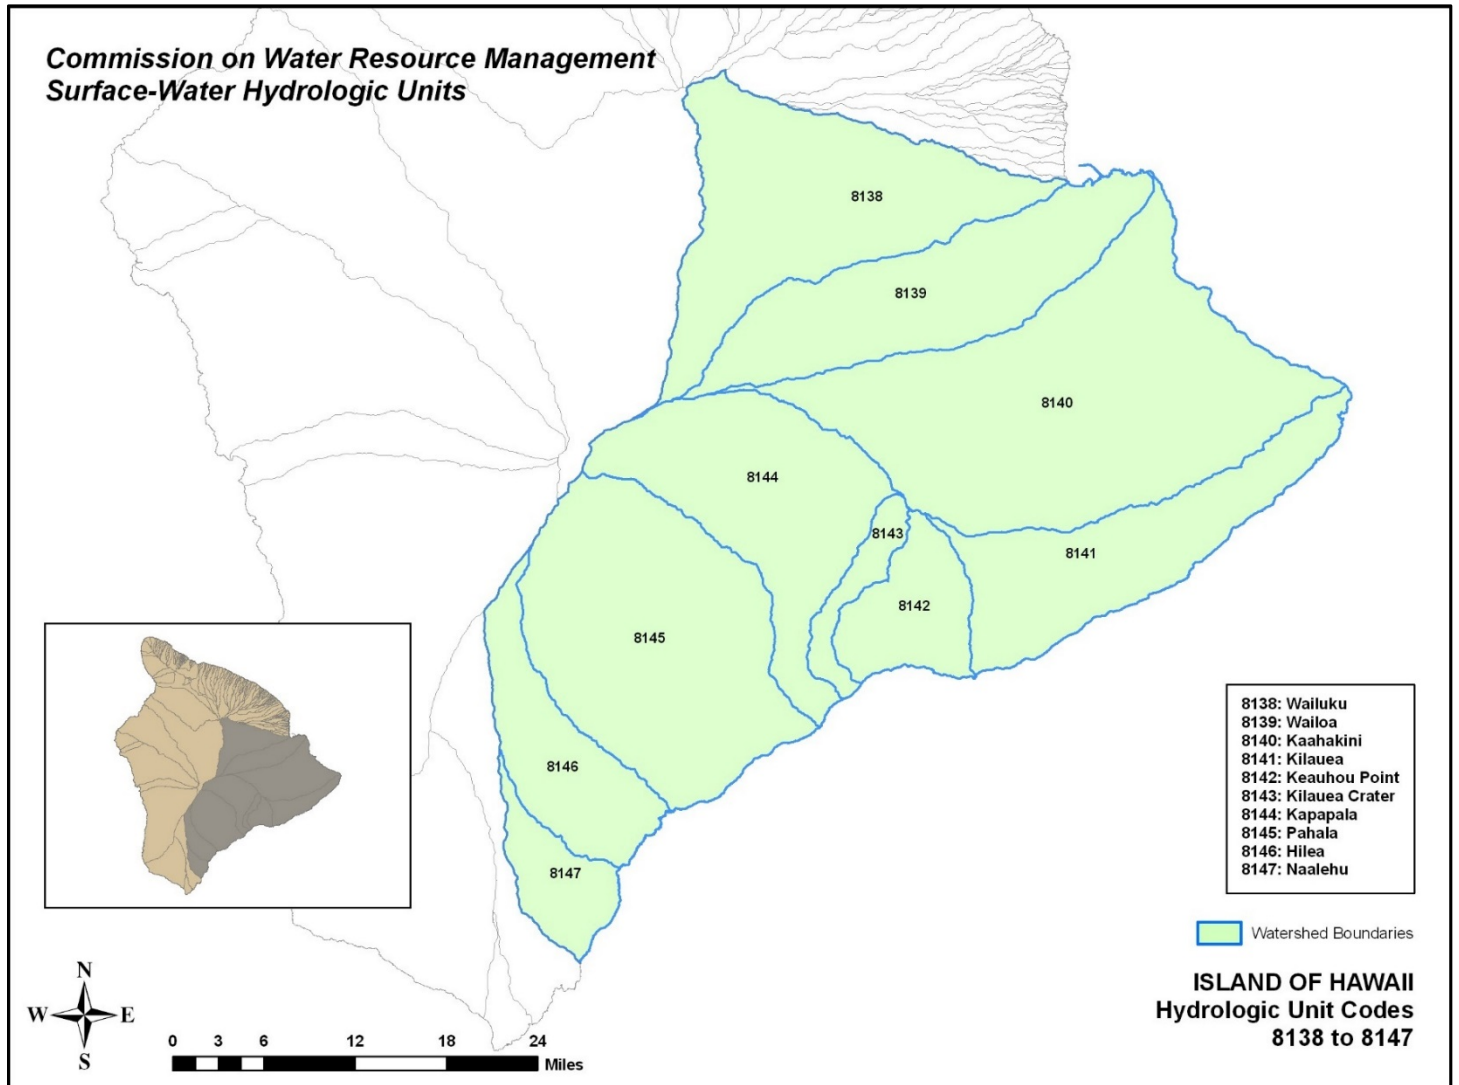 Commission on Water Resource Management
Surface-Water Hydrologic Units
8138
8139
8140
8144
8143
8141
8142
8145
8146
8147
8138: Wailuku
8139: Wailoa
8140: Kaahakini
8141: Kilauea
8142: Keauhou Point
8143: Kilauea Crater
8144: Kapapala
8145: Pahala
8146: Hilea
8147: Naalehu
Watershed Boundaries
ISLAND OF HAWAII
Hydrologic Unit Codes
8138 to 8147
N
W E
S
0 3 6 12 18 24
Miles